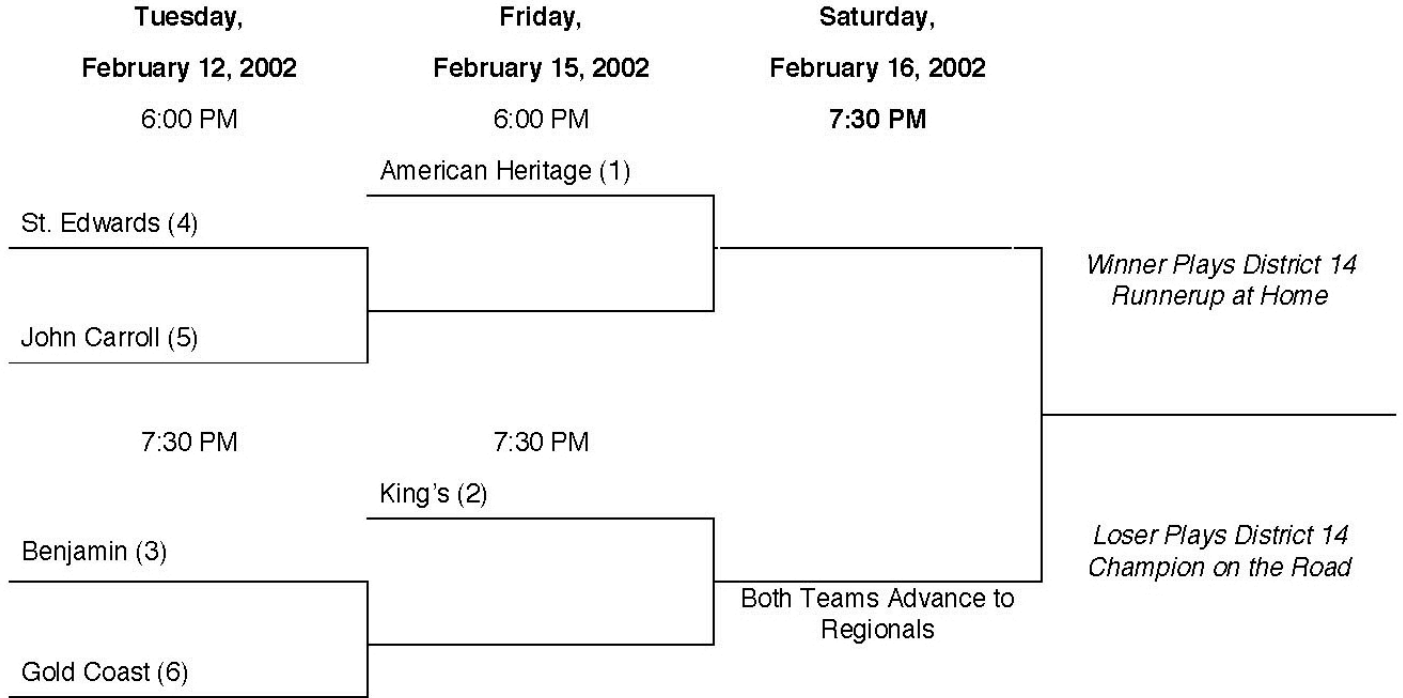 Tuesday,
February 12, 2002
6:00 PM
Friday,
February 15, 2002
6:00 PM
Saturday,
February 16, 2002
7:30 PM
American Heritage (1)
St. Edwards (4)
John Carroll (5)
Winner Plays District 14
Runnerup at Home
7:30 PM
7:30 PM
King's (2)
Benjamin (3)
Gold Coast (6)
Loser Plays District 14
Champion on the Road
Both Teams Advance to
Regionals